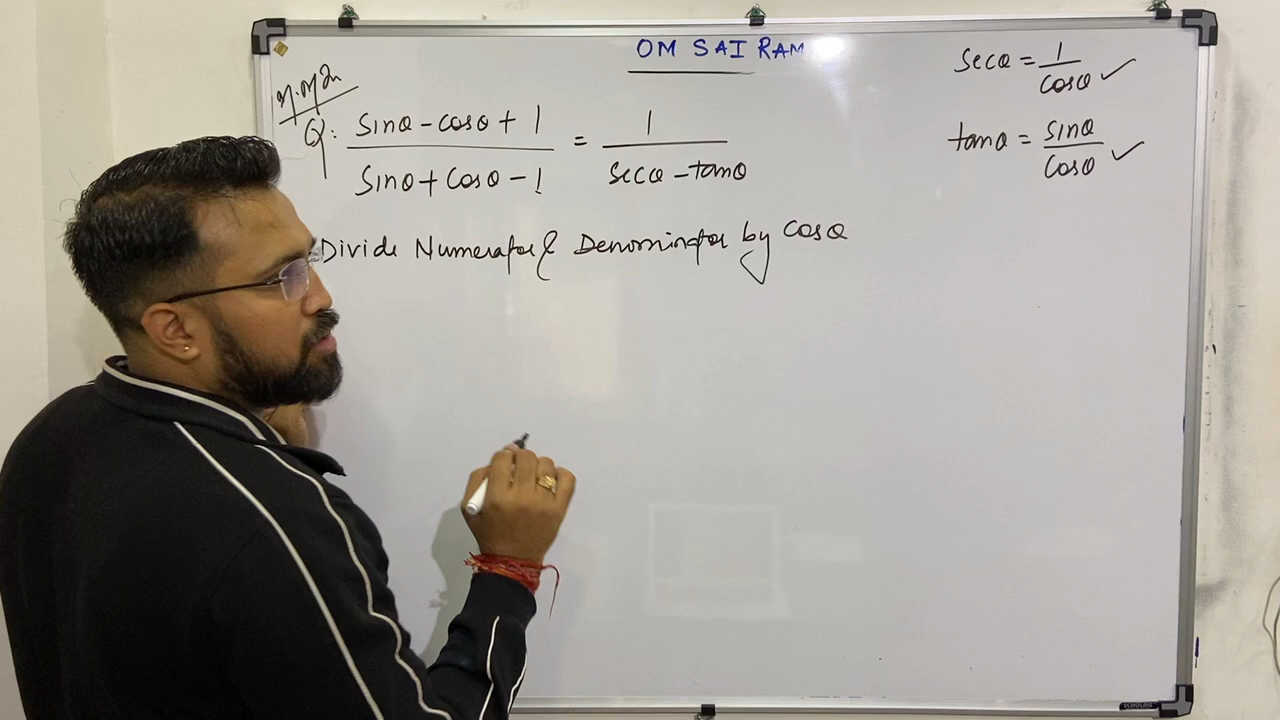 OM SAI RAM
Q: (sinθ - cosθ + 1)/(sinθ + cosθ - 1) = 1/(secθ - tanθ)
Divide Numerator & Denominator by cosθ
secθ = 1/cosθ ✓
tanθ = sinθ/cosθ ✓